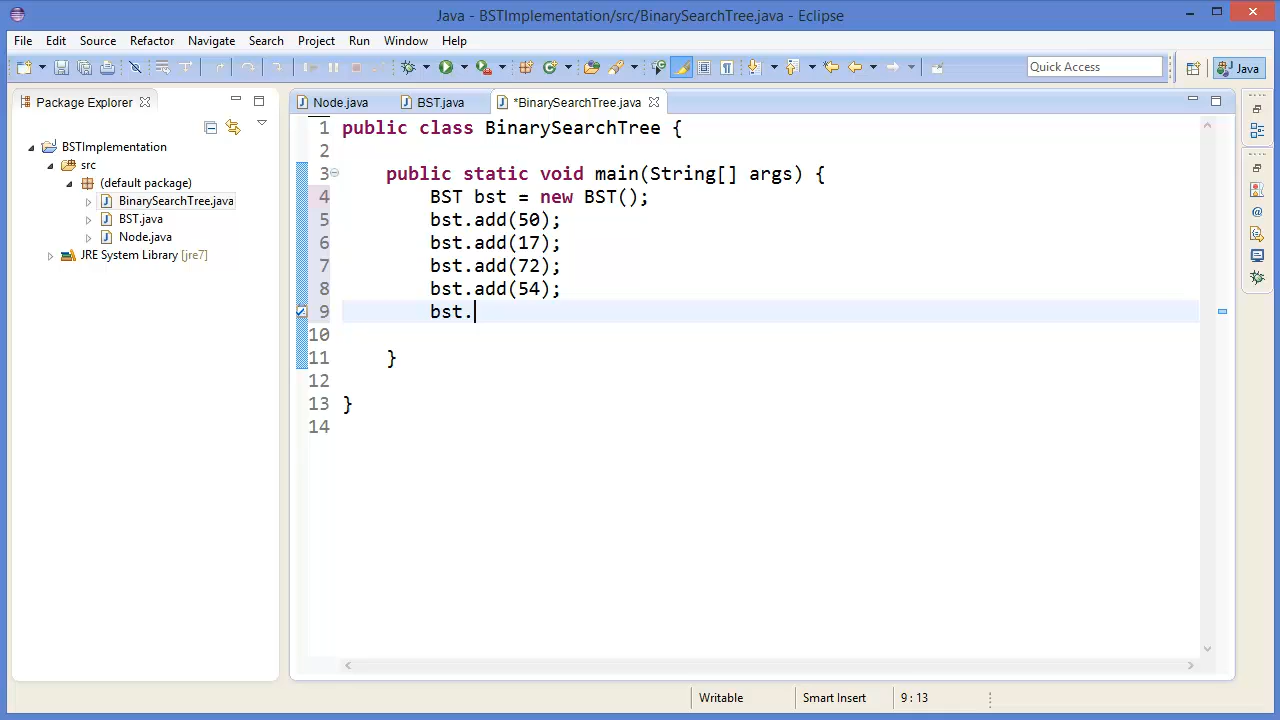 Java - BSTImplementation/src/BinarySearchTree.java - Eclipse
File Edit Source Refactor Navigate Search Project Run Window Help
Quick Access
Java
Package Explorer
Node.java
BST.java
*BinarySearchTree.java
BSTImplementation
src
(default package)
BinarySearchTree.java
BST.java
Node.java
JRE System Library [jre7]
1 public class BinarySearchTree {
2
3 public static void main(String[] args) {
4 BST bst = new BST();
5 bst.add(50);
6 bst.add(17);
7 bst.add(72);
8 bst.add(54);
9 bst.
10
11 }
12
13 }
14
Writable
Smart Insert
9 : 13